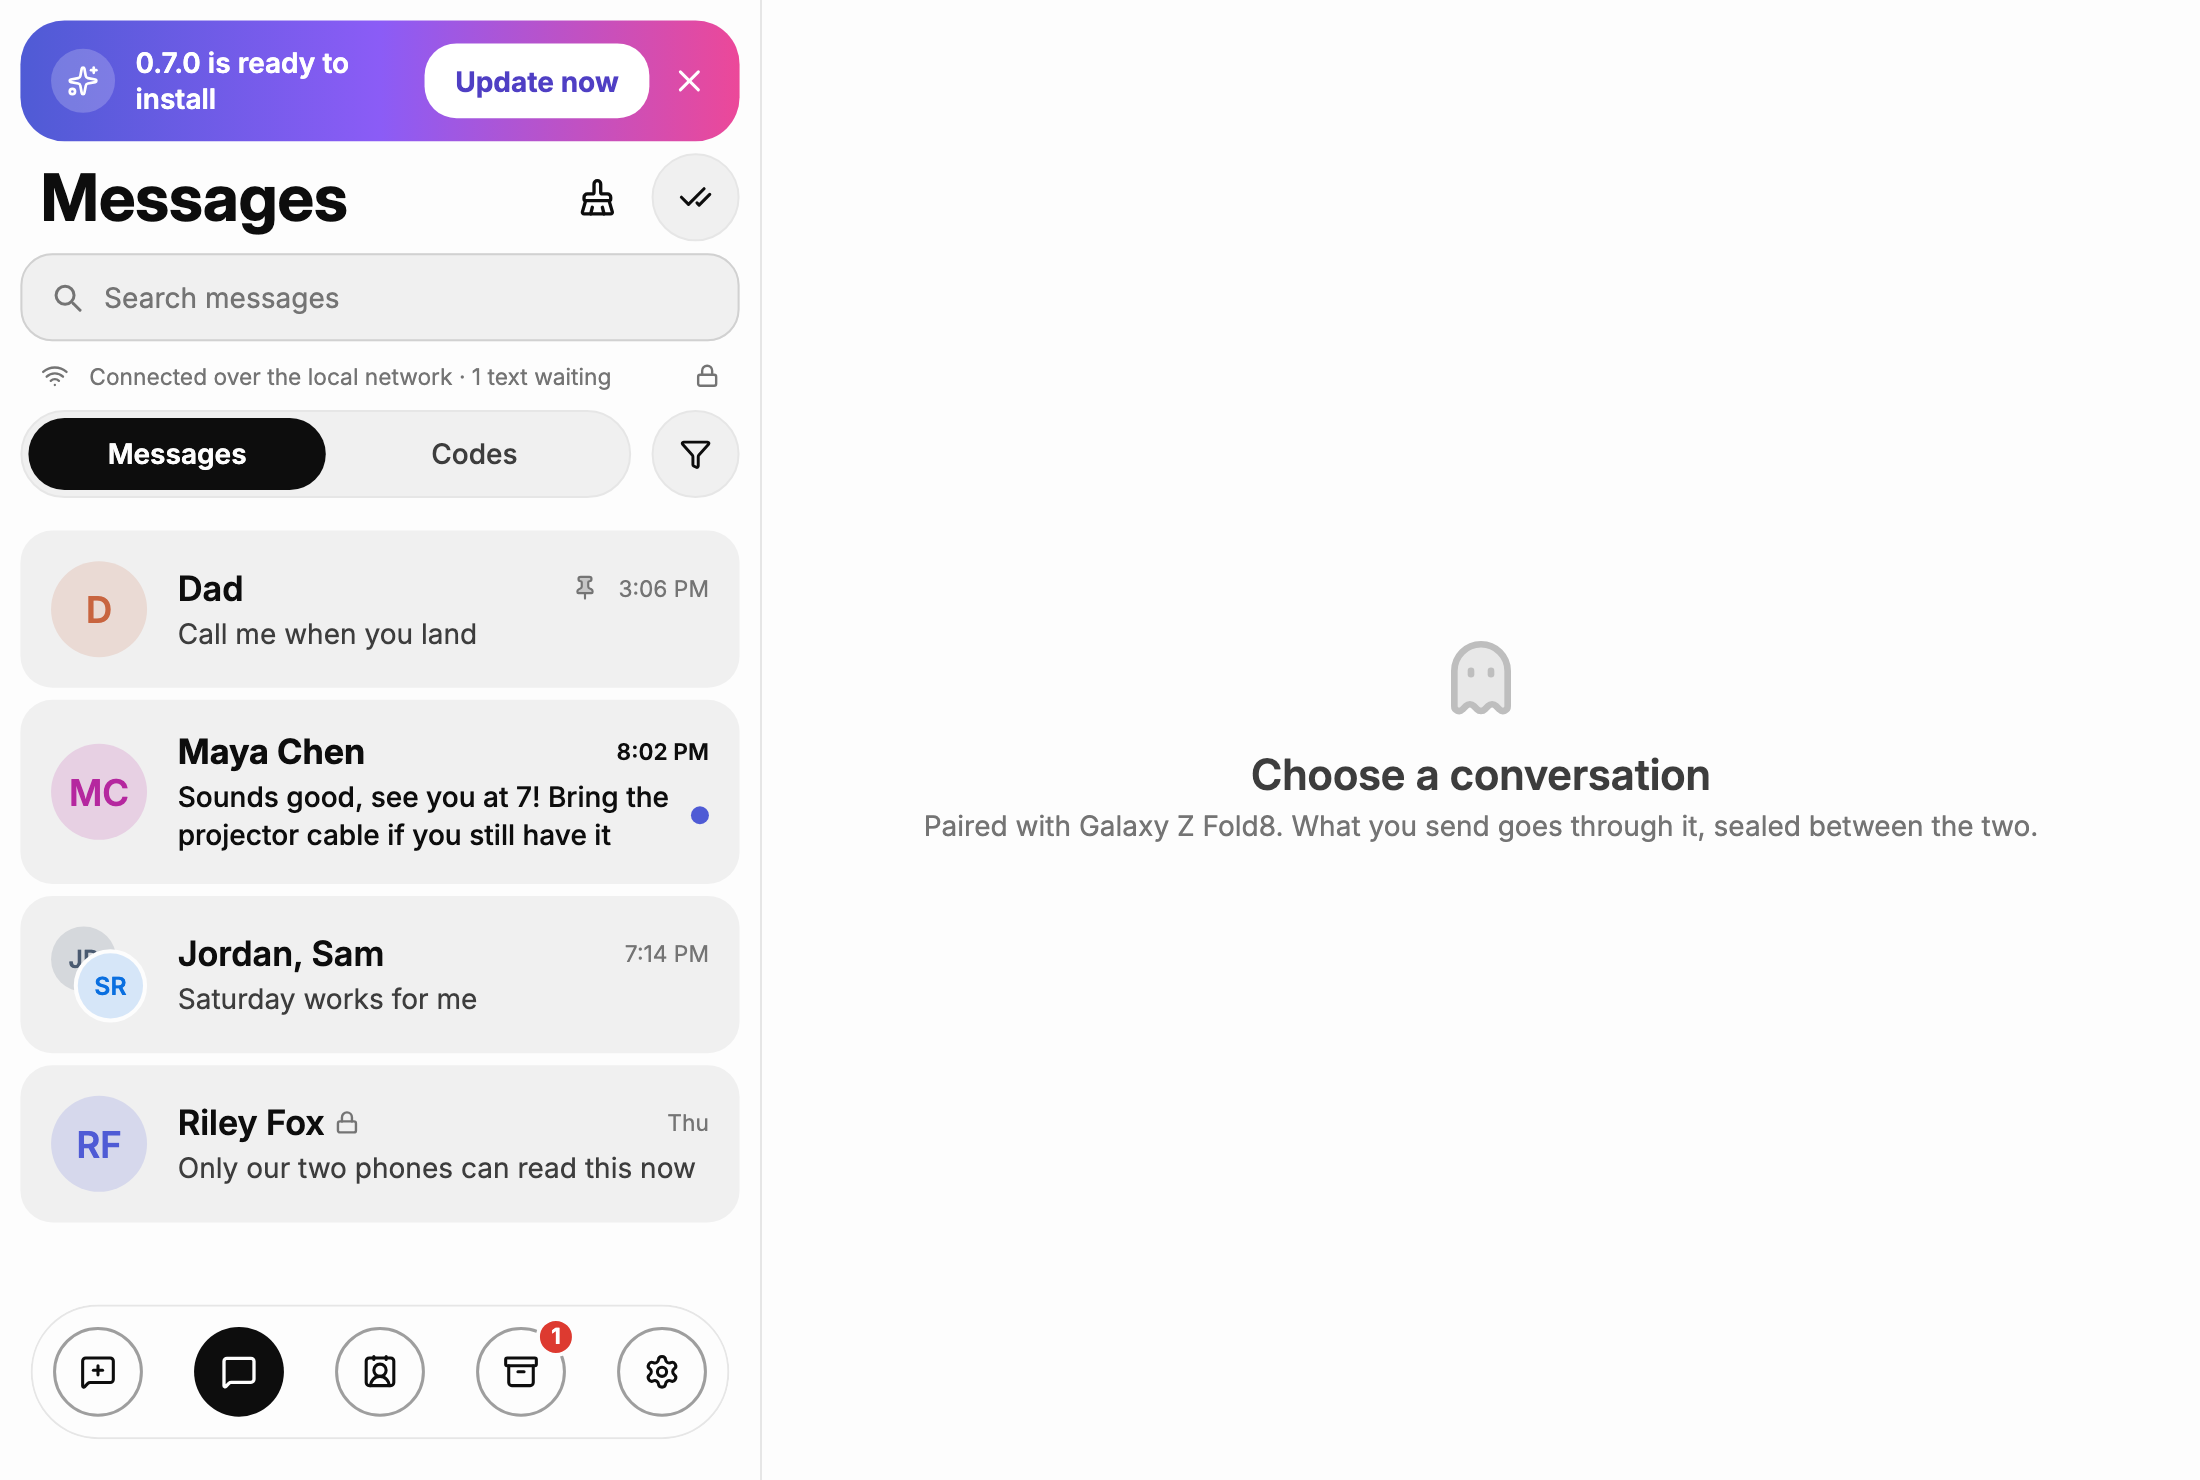 0.7.0 is ready to
install
Update now
Messages
Search messages
Connected over the local network · 1 text waiting
Messages
Codes
D
Dad
3:06 PM
Call me when you land
MC
Maya Chen
8:02 PM
Sounds good, see you at 7! Bring the
projector cable if you still have it
SR
Jordan, Sam
7:14 PM
Saturday works for me
RF
Riley Fox
Thu
Only our two phones can read this now
1
Choose a conversation
Paired with Galaxy Z Fold8. What you send goes through it, sealed between the two.